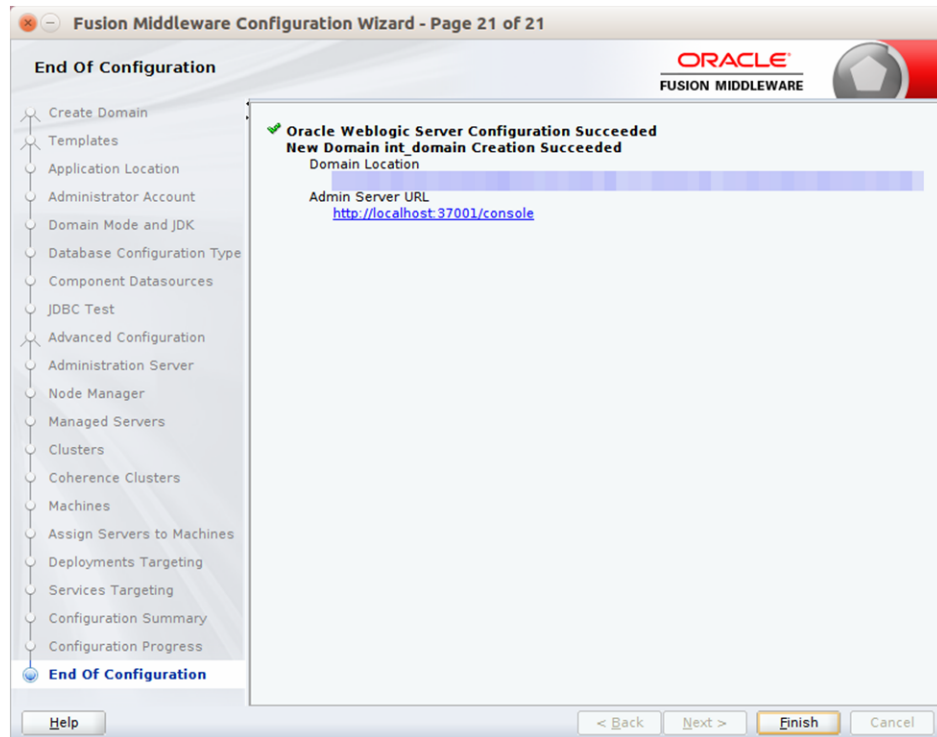 Fusion Middleware Configuration Wizard - Page 21 of 21
End Of Configuration
ORACLE
FUSION MIDDLEWARE
Create Domain
Templates
Application Location
Administrator Account
Domain Mode and JDK
Database Configuration Type
Component Datasources
JDBC Test
Advanced Configuration
Administration Server
Node Manager
Managed Servers
Clusters
Coherence Clusters
Machines
Assign Servers to Machines
Deployments Targeting
Services Targeting
Configuration Summary
Configuration Progress
End Of Configuration
Oracle Weblogic Server Configuration Succeeded
New Domain int_domain Creation Succeeded
Domain Location
Admin Server URL
http://localhost:37001/console
Help
< Back
Next >
Finish
Cancel